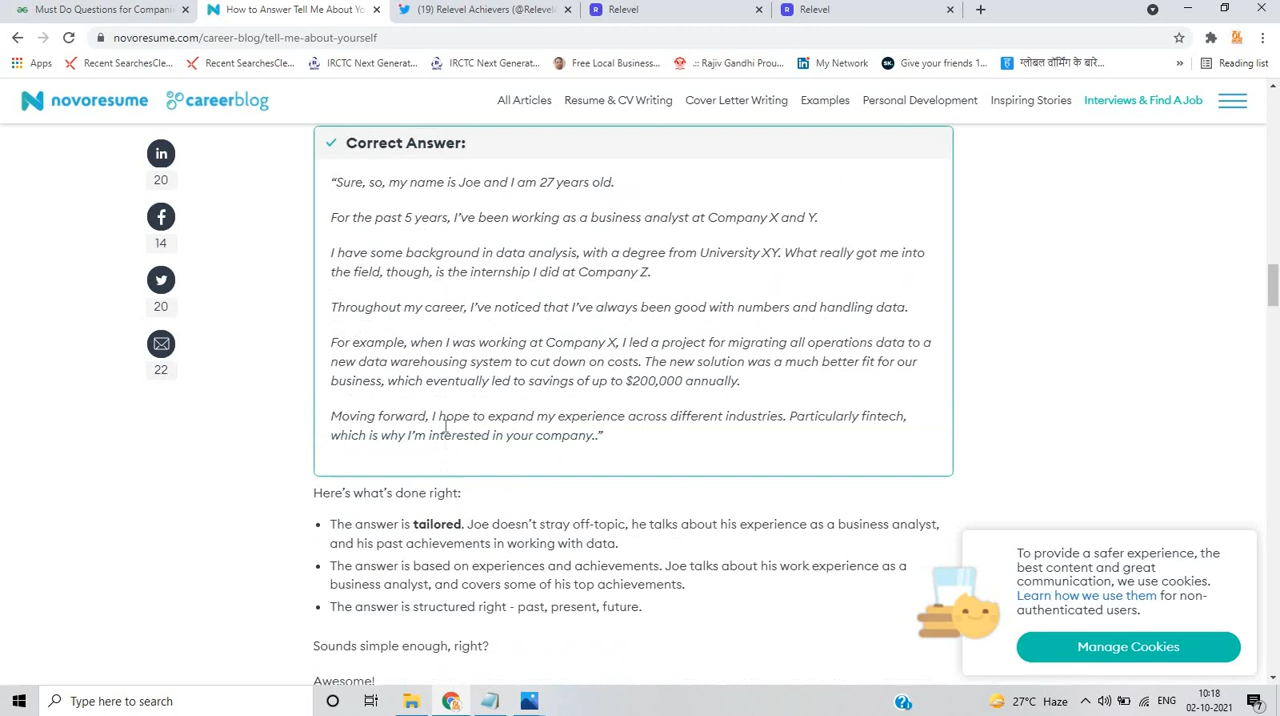 Must Do Questions for Compani
How to Answer Tell Me About Yo
(19) Relevel Achievers (@Relevel
Relevel
Relevel
novoresume.com/career-blog/tell-me-about-yourself
Apps
Recent SearchesCle...
Recent SearchesCle...
IRCTC Next Generat...
IRCTC Next Generat...
Free Local Business...
.:: Rajiv Gandhi Prou...
My Network
Give your friends 1...
ग्लोबल वॉर्मिंग के बारे...
»
Reading list
novoresume
careerblog
All Articles
Resume & CV Writing
Cover Letter Writing
Examples
Personal Development
Inspiring Stories
Interviews & Find A Job
in
20
14
20
22
Correct Answer:
“Sure, so, my name is Joe and I am 27 years old.
For the past 5 years, I’ve been working as a business analyst at Company X and Y.
I have some background in data analysis, with a degree from University XY. What really got me into
the field, though, is the internship I did at Company Z.
Throughout my career, I’ve noticed that I’ve always been good with numbers and handling data.
For example, when I was working at Company X, I led a project for migrating all operations data to a
new data warehousing system to cut down on costs. The new solution was a much better fit for our
business, which eventually led to savings of up to $200,000 annually.
Moving forward, I hope to expand my experience across different industries. Particularly fintech,
which is why I’m interested in your company..”
Here’s what’s done right:
• The answer is tailored. Joe doesn’t stray off-topic, he talks about his experience as a business analyst,
and his past achievements in working with data.
• The answer is based on experiences and achievements. Joe talks about his work experience as a
business analyst, and covers some of his top achievements.
• The answer is structured right - past, present, future.
Sounds simple enough, right?
Awesome!
To provide a safer experience, the
best content and great
communication, we use cookies.
Learn how we use them for non-
authenticated users.
Manage Cookies
Type here to search
27°C Haze
ENG
10:18
02-10-2021
7